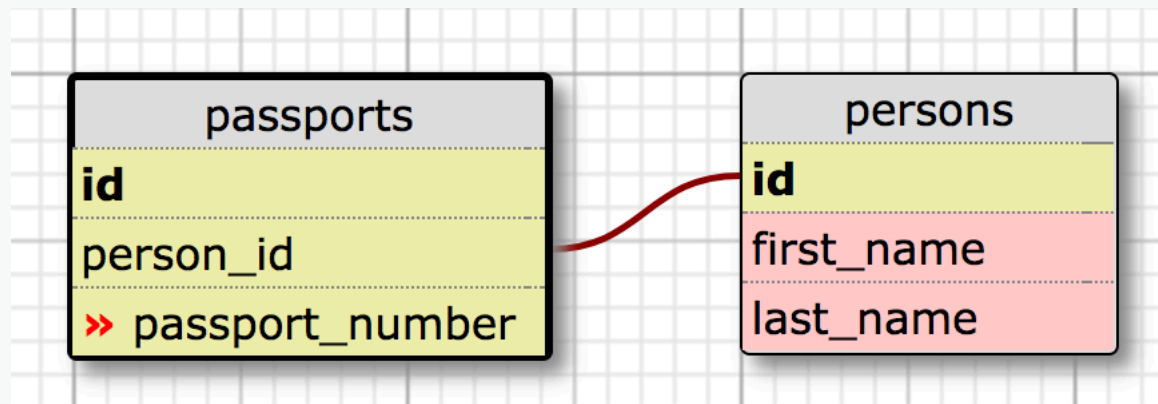 passports
id
person_id
» passport_number
persons
id
first_name
last_name